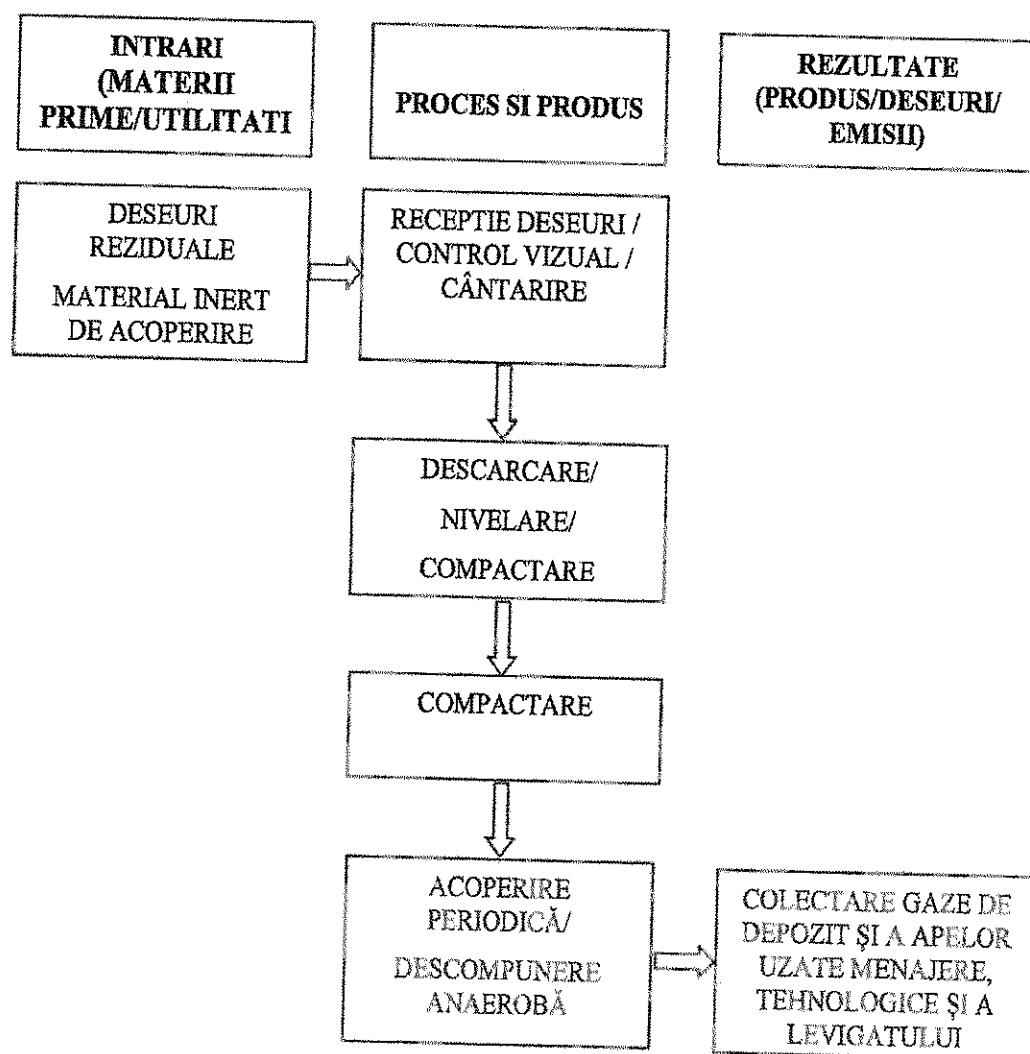 INTRARI
(MATERII
PRIME/UTILITATI
PROCES SI PRODUS
REZULTATE
(PRODUS/DESEURI/
EMISII)
DESEURI
REZIDUALE
MATERIAL INERT
DE ACOPERIRE
RECEPTIE DESEURI /
CONTROL VIZUAL /
CÂNTARIRE
DESCARCARE/
NIVELARE/
COMPACTARE
COMPACTARE
ACOPERIRE
PERIODICĂ/
DESCOMPUNERE
ANAEROBĂ
COLECTARE GAZE DE
DEPOZIT ŞI A APELOR
UZATE MENAJERE,
TEHNOLOGICE ŞI A
LEVIGATULUI